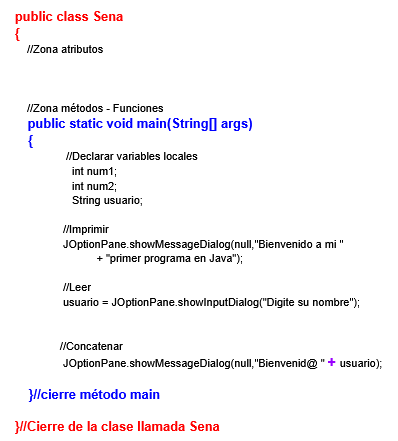 public class Sena
{
//Zona atributos
//Zona métodos - Funciones
public static void main(String[] args)
{
//Declarar variables locales
int num1;
int num2;
String usuario;
//Imprimir
JOptionPane.showMessageDialog(null,"Bienvenido a mi "
+ "primer programa en Java");
//Leer
usuario = JOptionPane.showInputDialog("Digite su nombre");
//Concatenar
JOptionPane.showMessageDialog(null,"Bienvenid@ " + usuario);
}//cierre método main
}//Cierre de la clase llamada Sena